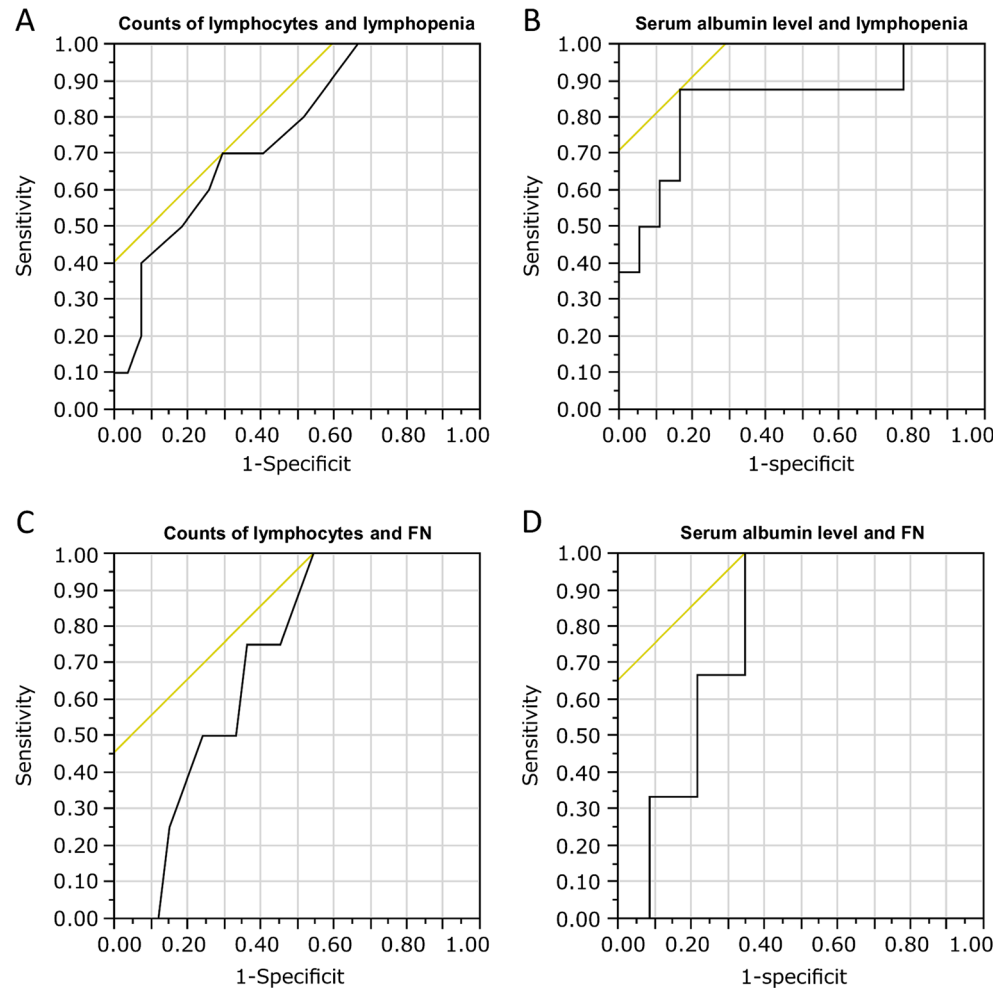 A
Counts of lymphocytes and lymphopenia
1.00
0.90
0.80
0.70
0.60
0.50
0.40
0.30
0.20
0.10
0.00
Sensitivity
0.00 0.20 0.40 0.60 0.80 1.00
1-Specificit
B
Serum albumin level and lymphopenia
1.00
0.90
0.80
0.70
0.60
0.50
0.40
0.30
0.20
0.10
0.00
Sensitivity
0.00 0.20 0.40 0.60 0.80 1.00
1-specificity
C
Counts of lymphocytes and FN
1.00
0.90
0.80
0.70
0.60
0.50
0.40
0.30
0.20
0.10
0.00
Sensitivity
0.00 0.20 0.40 0.60 0.80 1.00
1-Specificit
D
Serum albumin level and FN
1.00
0.90
0.80
0.70
0.60
0.50
0.40
0.30
0.20
0.10
0.00
Sensitivity
0.00 0.20 0.40 0.60 0.80 1.00
1-specificity